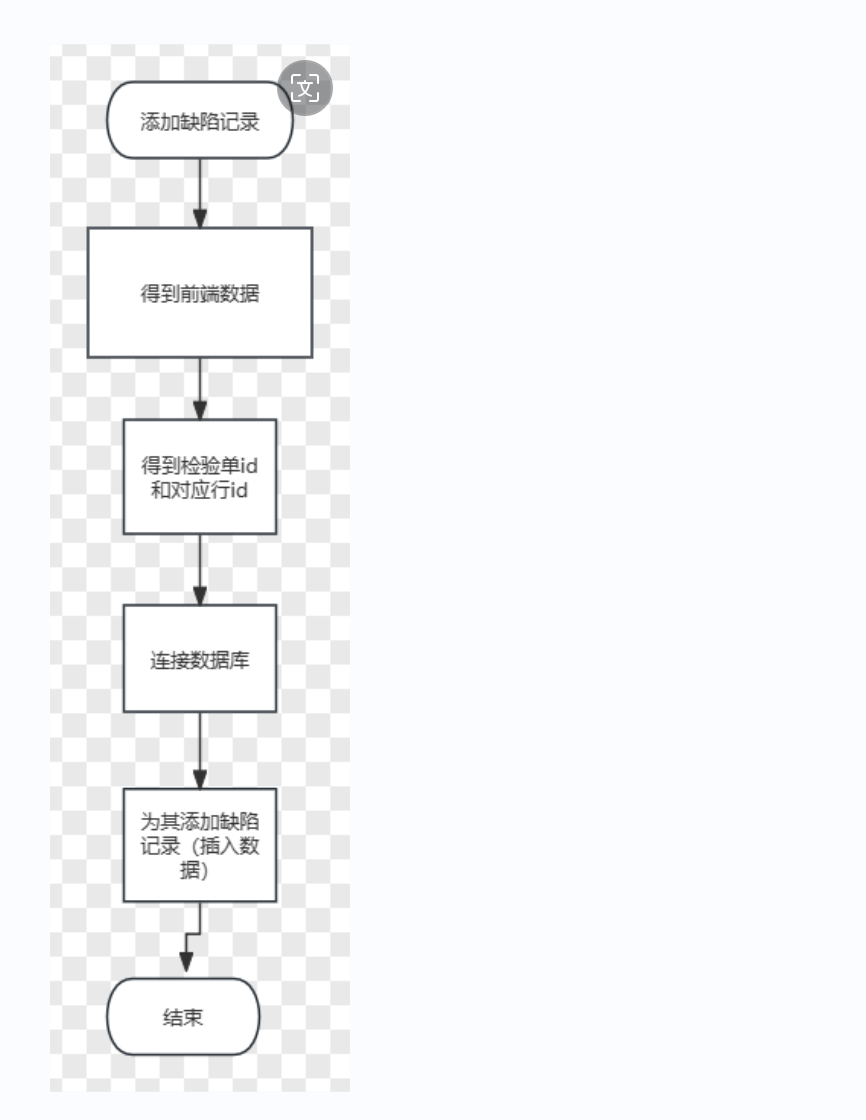 添加缺陷记录
文
得到前端数据
得到检验单id
和对应行id
连接数据库
为其添加缺陷
记录（插入数
据）
结束